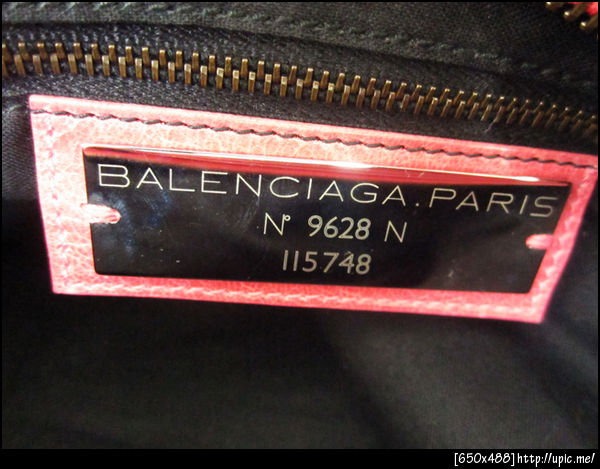 BALENCIAGA.PARIS
N° 9628 N
115748
[650x488]http://upic.me/